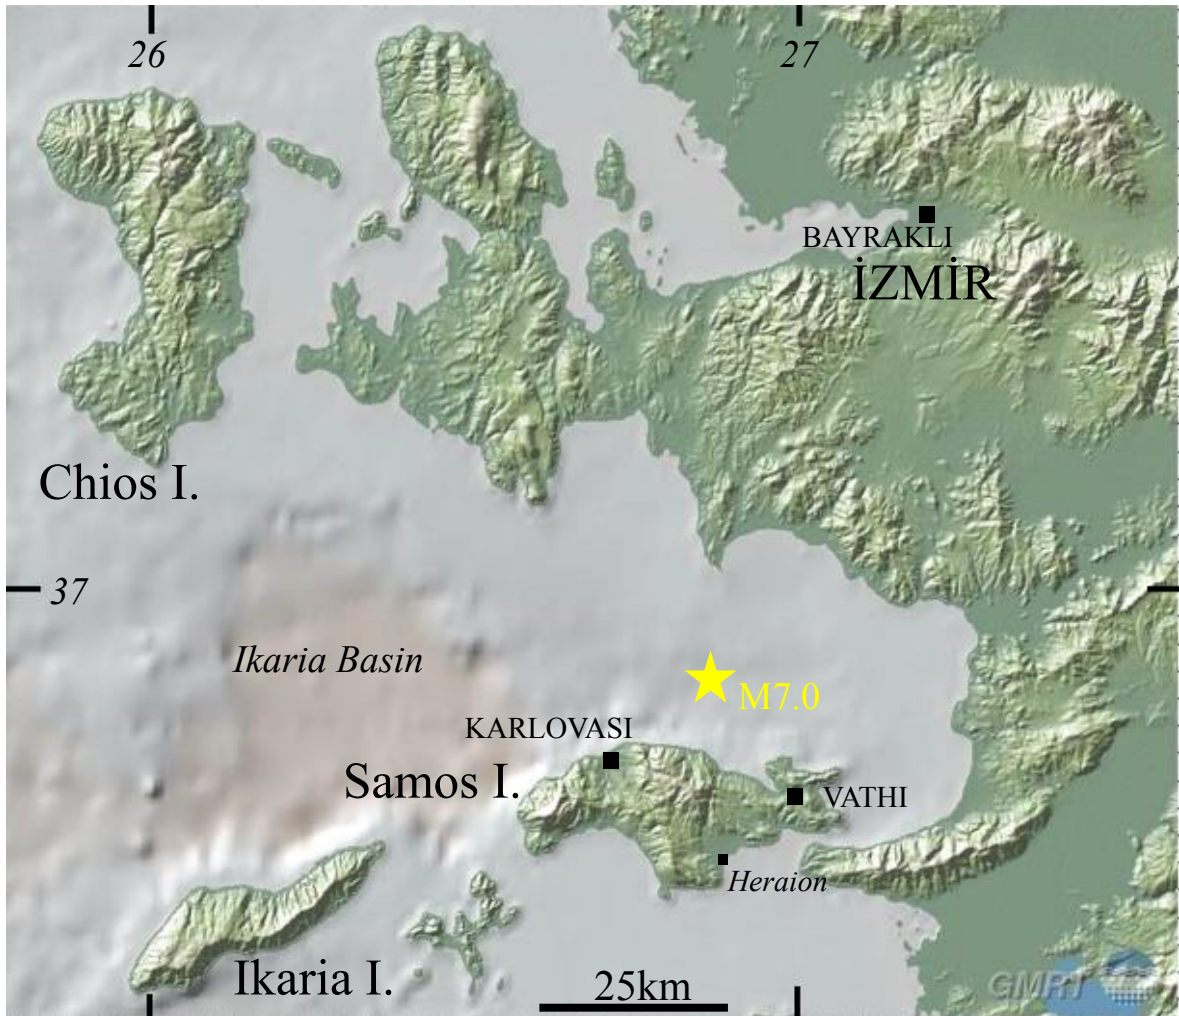 26
27
BAYRAKLI
İZMİR
Chios I.
37
Ikaria Basin
M7.0
KARLOVASI
Samos I.
VATHI
Heraion
Ikaria I.
25km
GMRT